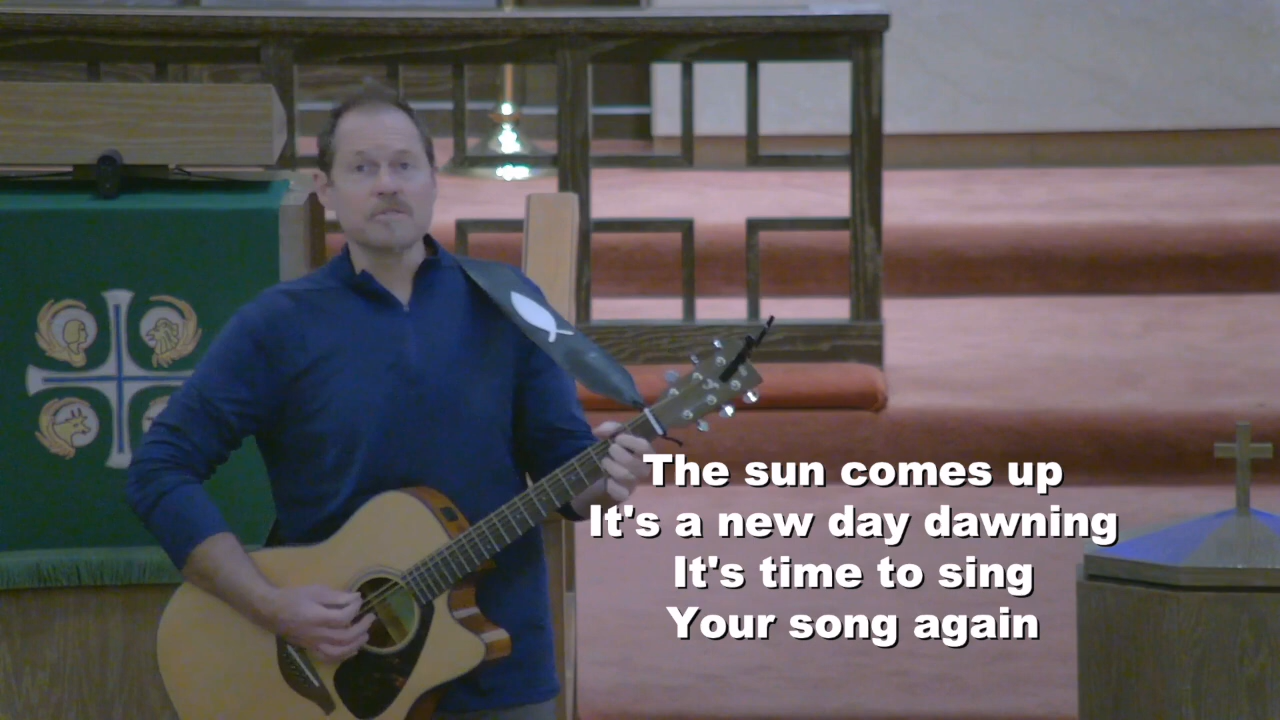 The sun comes up
It's a new day dawning
It's time to sing
Your song again